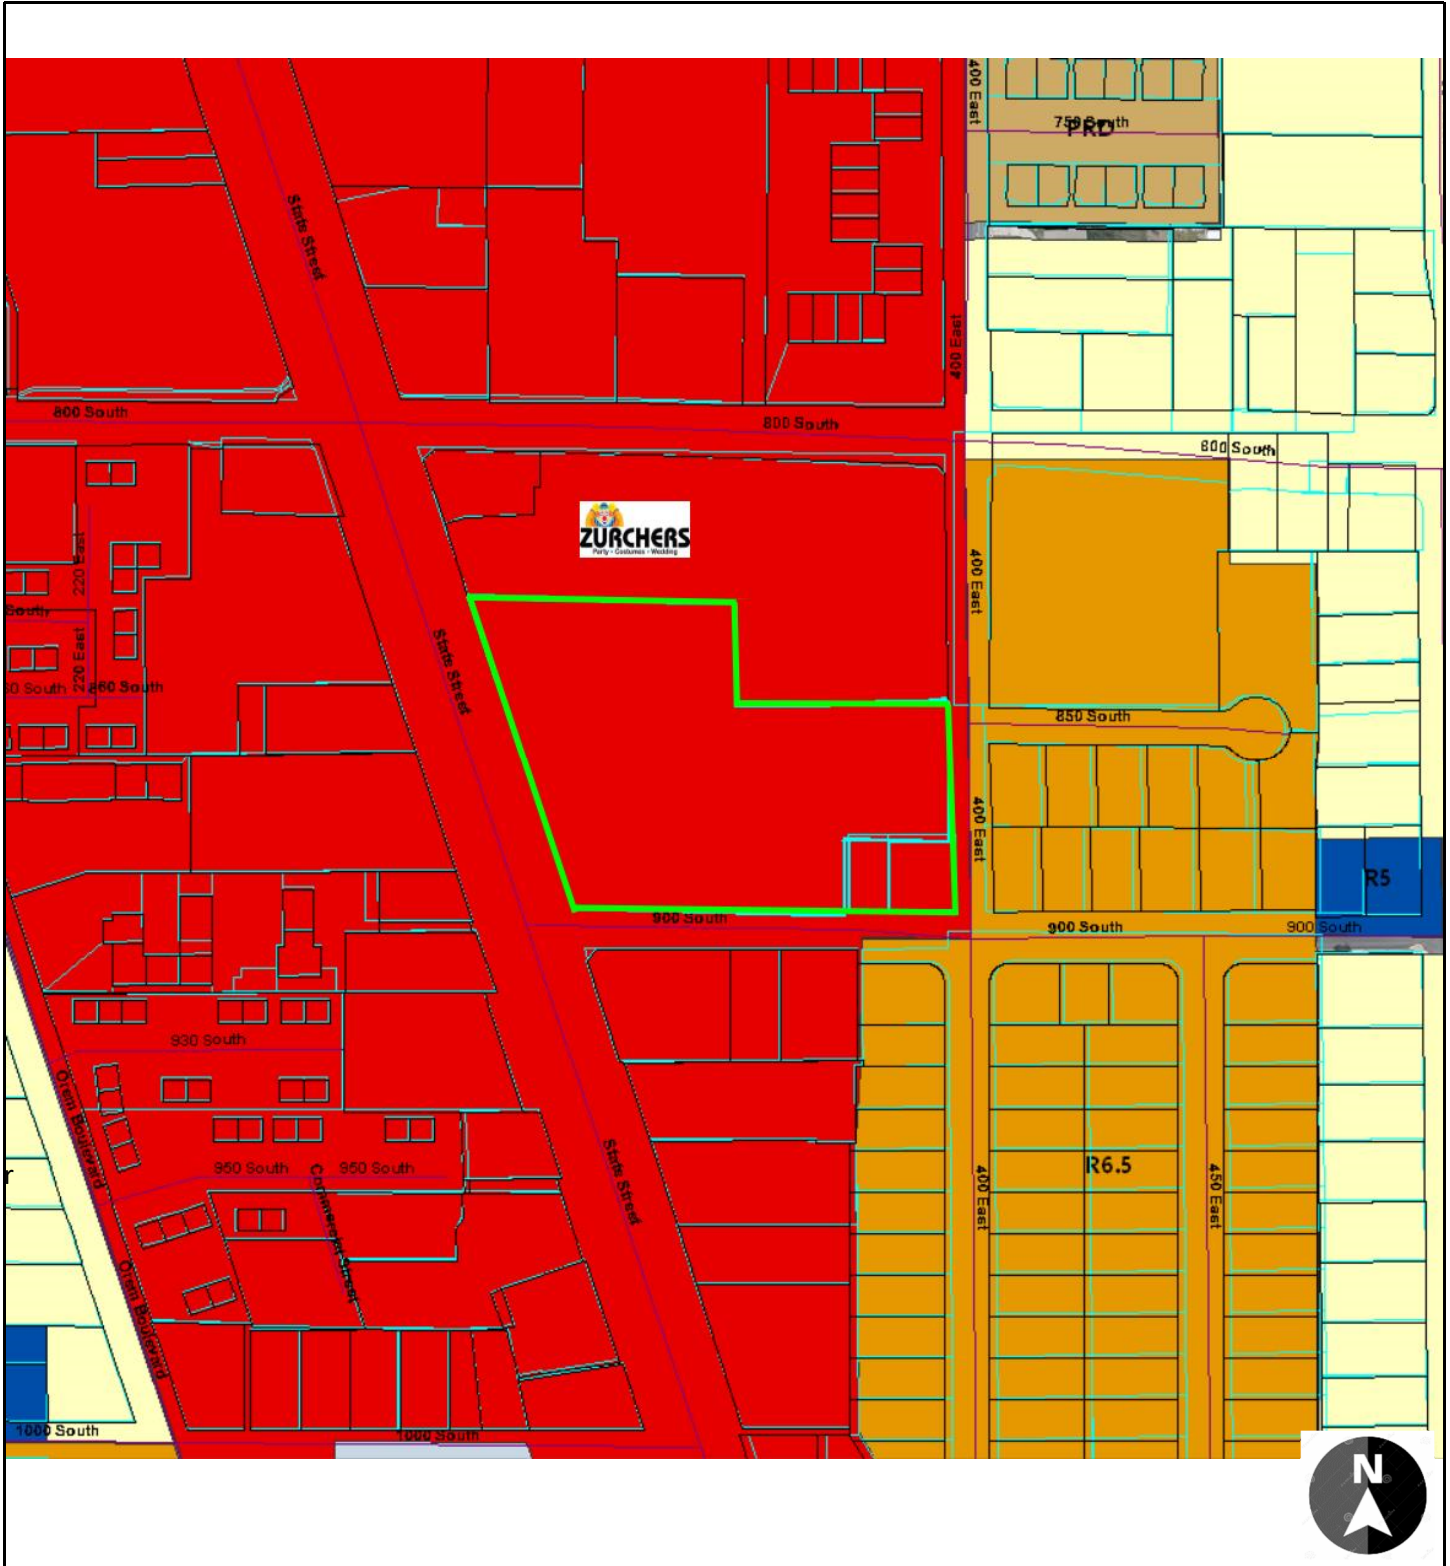 400 East
750 South
PRD
State Street
400 East
800 South
800 South
800 South
ZURCHERS
Party - Costumes - Wedding
220 East
400 East
South
State Street
220 East
50 South
860 South
850 South
400 East
R5
900 South
900 South
900 South
930 South
Orem Boulevard
950 South
950 South
Commercial Street
State Street
400 East
R6.5
450 East
r
Orem Boulevard
1000 South
1000 South
N